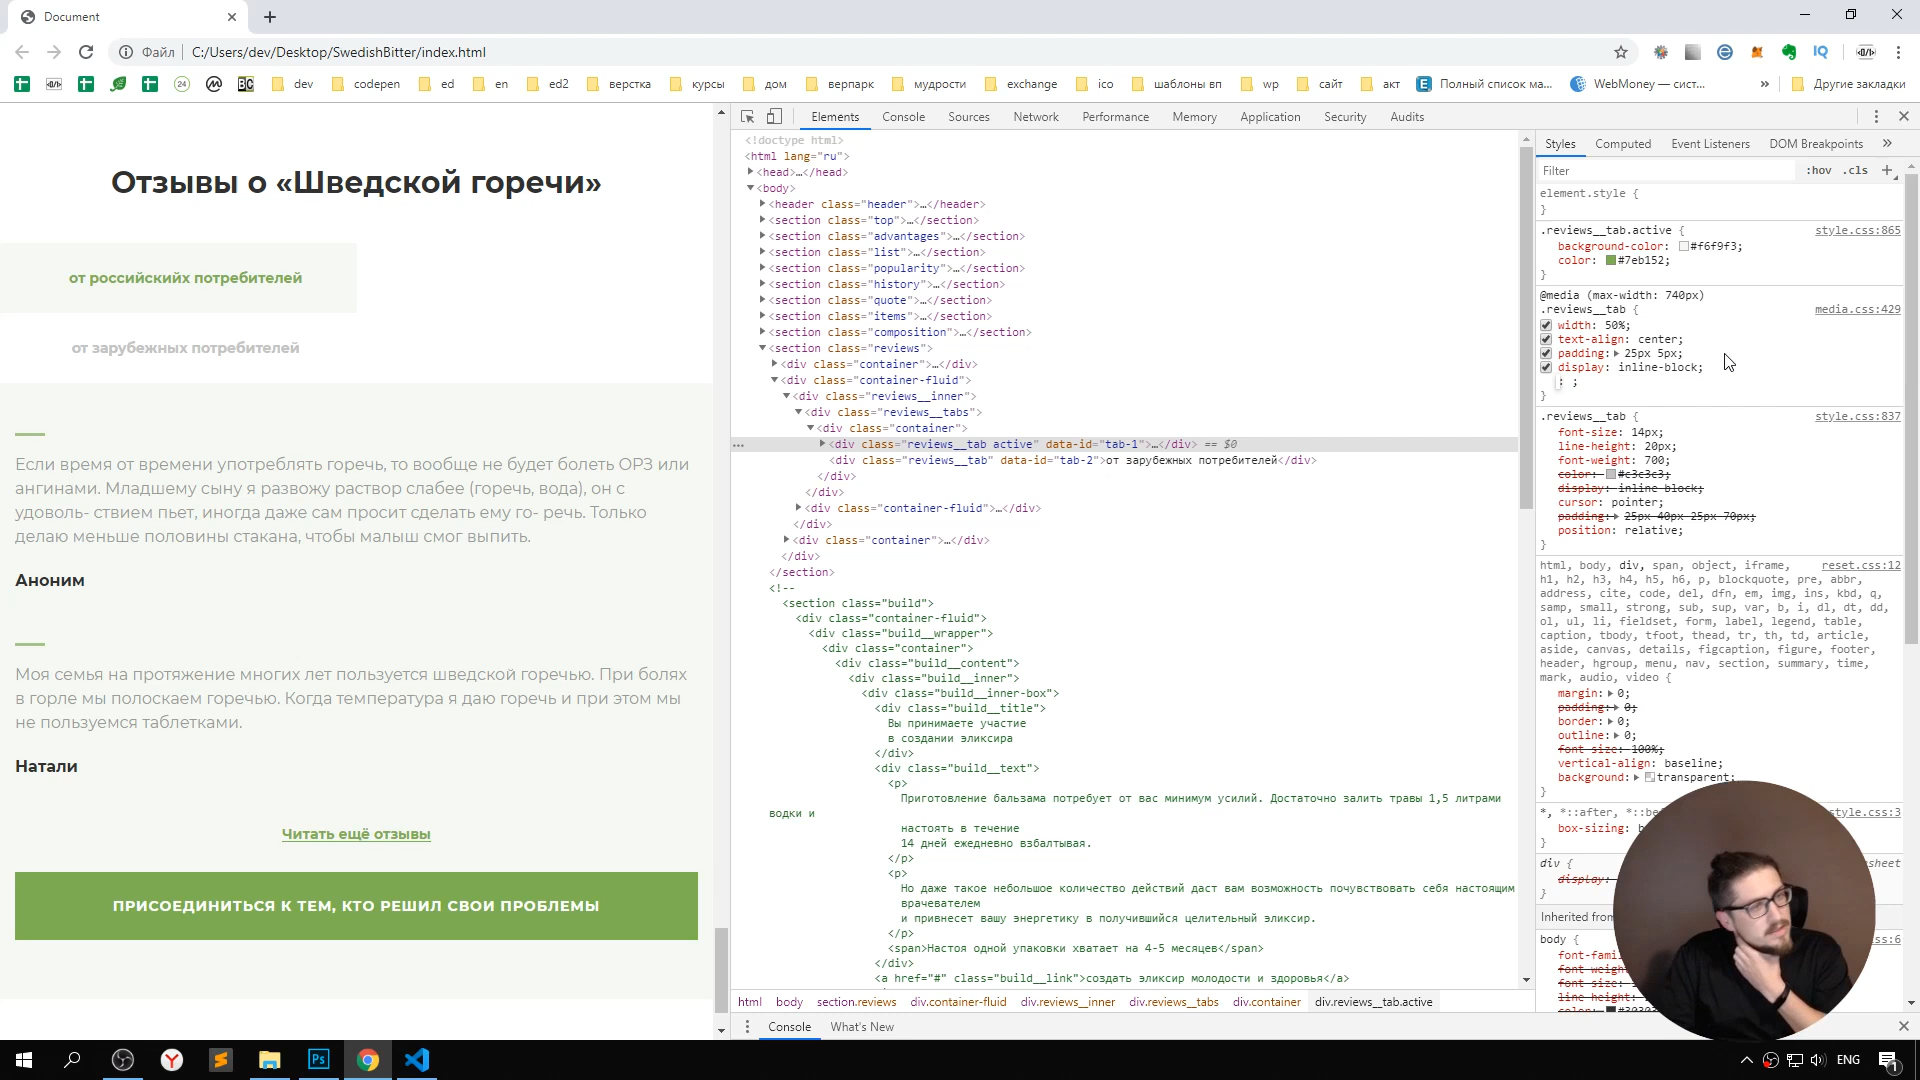 Document
Файл
C:/Users/dev/Desktop/SwedishBitter/index.html
dev
codepen
ed
en
ed2
верстка
курсы
дом
верпарк
мудрости
exchange
ico
шаблоны вп
wp
сайт
акт
Полный список ма...
WebMoney — сист...
»
Другие закладки
Отзывы о «Шведской горечи»
от российскийх потребителей
от зарубежных потребителей
Если время от времени употреблять горечь, то вообще не будет болеть ОРЗ или
ангинами. Младшему сыну я развожу раствор слабее (горечь, вода), он с
удоволь- ствием пьет, иногда даже сам просит сделать ему го- речь. Только
делаю меньше половины стакана, чтобы малыш смог выпить.
Аноним
Моя семья на протяжение многих лет пользуется шведской горечью. При болях
в горле мы полоскаем горечью. Когда температура я даю горечь и при этом мы
не пользуемся таблетками.
Натали
Читать ещё отзывы
ПРИСОЕДИНИТЬСЯ К ТЕМ, КТО РЕШИЛ СВОИ ПРОБЛЕМЫ
Elements Console Sources Network Performance Memory Application Security Audits
<!doctype html>
<html lang="ru">
<head>…</head>
<body>
<header class="header">…</header>
<section class="top">…</section>
<section class="advantages">…</section>
<section class="list">…</section>
<section class="popularity">…</section>
<section class="history">…</section>
<section class="quote">…</section>
<section class="items">…</section>
<section class="composition">…</section>
<section class="reviews">
<div class="container">…</div>
<div class="container-fluid">
<div class="reviews__inner">
<div class="reviews__tabs">
<div class="container">
<div class="reviews__tab active" data-id="tab-1">…</div> == $0
<div class="reviews__tab" data-id="tab-2">от зарубежных потребителей</div>
</div>
</div>
<div class="container-fluid">…</div>
</div>
<div class="container">…</div>
</div>
</section>
<!--
<section class="build">
<div class="container-fluid">
<div class="build__wrapper">
<div class="container">
<div class="build__content">
<div class="build__inner">
<div class="build__inner-box">
<div class="build__title">
Вы принимаете участие
в создании эликсира
</div>
<div class="build__text">
<p>
Приготовление бальзама потребует от вас минимум усилий. Достаточно залить травы 1,5 литрами
водки и
настоять в течение
14 дней ежедневно взбалтывая.
</p>
<p>
Но даже такое небольшое количество действий даст вам возможность почувствовать себя настоящим
врачевателем
и привнесет вашу энергетику в получившийся целительный эликсир.
</p>
<span>Настоя одной упаковки хватает на 4-5 месяцев</span>
</div>
<a href="#" class="build__link">создать эликсир молодости и здоровья</a>
html body section.reviews div.container-fluid div.reviews__inner div.reviews__tabs div.container div.reviews__tab.active
Console What's New
Styles Computed Event Listeners DOM Breakpoints »
Filter :hov .cls +
element.style {
}
.reviews__tab.active { style.css:865
background-color: #f6f9f3;
color: #7eb152;
}
@media (max-width: 740px)
.reviews__tab { media.css:429
width: 50%;
text-align: center;
padding: 25px 5px;
display: inline-block;
: ;
}
.reviews__tab { style.css:837
font-size: 14px;
line-height: 20px;
font-weight: 700;
color: #c3c3c3;
display: inline-block;
cursor: pointer;
padding: 25px 40px 25px 70px;
position: relative;
}
html, body, div, span, object, iframe, reset.css:12
h1, h2, h3, h4, h5, h6, p, blockquote, pre, abbr,
address, cite, code, del, dfn, em, img, ins, kbd, q,
samp, small, strong, sub, sup, var, b, i, dl, dt, dd,
ol, ul, li, fieldset, form, label, legend, table,
caption, tbody, tfoot, thead, tr, th, td, article,
aside, canvas, details, figcaption, figure, footer,
header, hgroup, menu, nav, section, summary, time,
mark, audio, video {
margin: 0;
padding: 0;
border: 0;
outline: 0;
font-size: 100%;
vertical-align: baseline;
background: transparent;
}
*, *::after, *::be style.css:3
box-sizing: b
}
div { sheet
display:
}
Inherited from
body { ss:6
font-fami
font-weight
font-size:
line-height:
color:
ENG